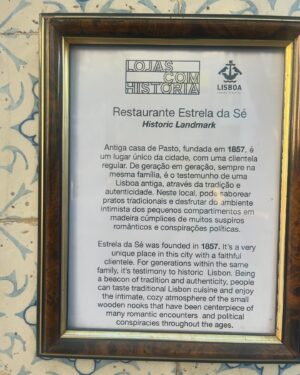 LOJAS
COM
HISTÓRIA
LISBOA
Restaurante Estrela da Sé
Historic Landmark
Antiga casa de Pasto, fundada em 1857, é
um lugar único da cidade, com uma clientela
regular. De geração em geração, sempre na
mesma família, é o testemunho de uma
Lisboa antiga, através da tradição e
autenticidade. Neste local, pode saborear
pratos tradicionais e desfrutar do ambiente
intimista dos pequenos compartimentos em
madeira cúmplices de muitos suspiros
românticos e conspirações políticas.
Estrela da Sé was founded in 1857. It's a very
unique place in this city with a faithful
clientele. For generations within the same
family, it's testimony to historic Lisbon. Being
a beacon of tradition and authenticity, people
can taste traditional Lisbon cuisine and enjoy
the intimate, cozy atmosphere of the small
wooden nooks that have been centerpiece of
many romantic encounters and political
conspiracies throughout the ages.